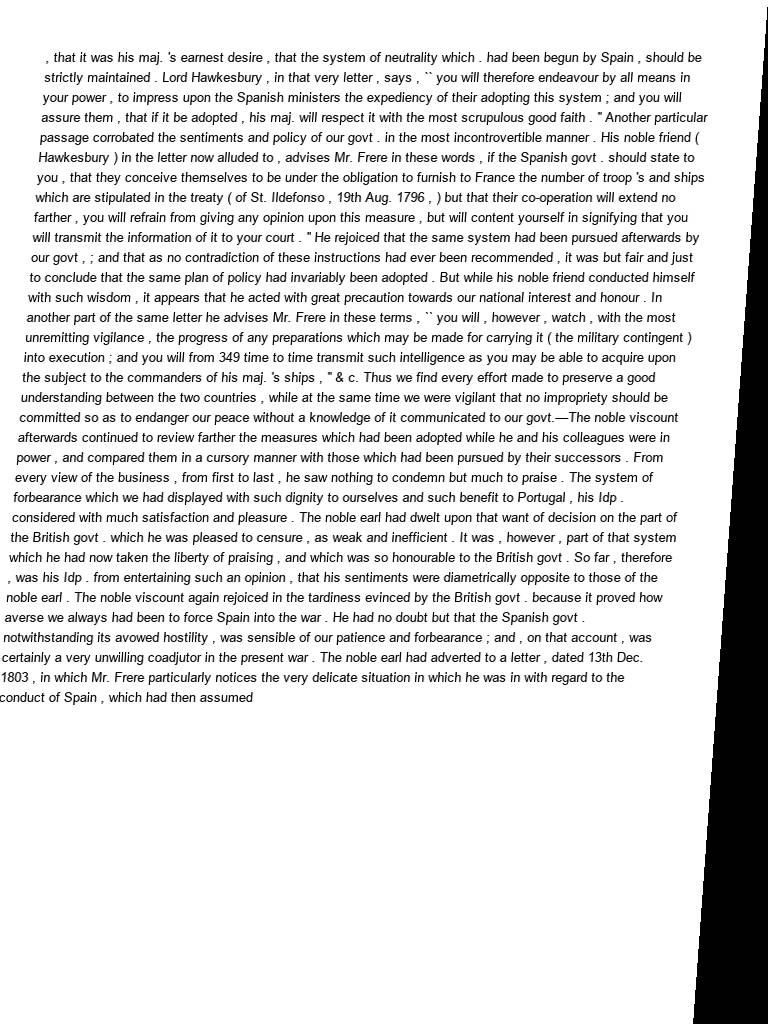 , that it was his maj. 's earnest desire , that the system of neutrality which . had been begun by Spain , should be
strictly maintained . Lord Hawkesbury , in that very letter , says , `` you will therefore endeavour by all means in
your power , to impress upon the Spanish ministers the expediency of their adopting this system ; and you will
assure them , that if it be adopted , his maj. will respect it with the most scrupulous good faith . " Another particular
passage corrobated the sentiments and policy of our govt . in the most incontrovertible manner . His noble friend (
Hawkesbury ) in the letter now alluded to , advises Mr. Frere in these words , if the Spanish govt . should state to
you , that they conceive themselves to be under the obligation to furnish to France the number of troop 's and ships
which are stipulated in the treaty ( of St. Ildefonso , 19th Aug. 1796 , ) but that their co-operation will extend no
farther , you will refrain from giving any opinion upon this measure , but will content yourself in signifying that you
will transmit the information of it to your court . " He rejoiced that the same system had been pursued afterwards by
our govt , ; and that as no contradiction of these instructions had ever been recommended , it was but fair and just
to conclude that the same plan of policy had invariably been adopted . But while his noble friend conducted himself
with such wisdom , it appears that he acted with great precaution towards our national interest and honour . In
another part of the same letter he advises Mr. Frere in these terms , `` you will , however , watch , with the most
unremitting vigilance , the progress of any preparations which may be made for carrying it ( the military contingent )
into execution ; and you will from 349 time to time transmit such intelligence as you may be able to acquire upon
the subject to the commanders of his maj. 's ships , " & c. Thus we find every effort made to preserve a good
understanding between the two countries , while at the same time we were vigilant that no impropriety should be
committed so as to endanger our peace without a knowledge of it communicated to our govt.—The noble viscount
afterwards continued to review farther the measures which had been adopted while he and his colleagues were in
power , and compared them in a cursory manner with those which had been pursued by their successors . From
every view of the business , from first to last , he saw nothing to condemn but much to praise . The system of
forbearance which we had displayed with such dignity to ourselves and such benefit to Portugal , his ldp .
considered with much satisfaction and pleasure . The noble earl had dwelt upon that want of decision on the part of
the British govt . which he was pleased to censure , as weak and inefficient . It was , however , part of that system
which he had now taken the liberty of praising , and which was so honourable to the British govt . So far , therefore
, was his ldp . from entertaining such an opinion , that his sentiments were diametrically opposite to those of the
noble earl . The noble viscount again rejoiced in the tardiness evinced by the British govt . because it proved how
averse we always had been to force Spain into the war . He had no doubt but that the Spanish govt .
notwithstanding its avowed hostility , was sensible of our patience and forbearance ; and , on that account , was
certainly a very unwilling coadjutor in the present war . The noble earl had adverted to a letter , dated 13th Dec.
1803 , in which Mr. Frere particularly notices the very delicate situation in which he was in with regard to the
conduct of Spain , which had then assumed